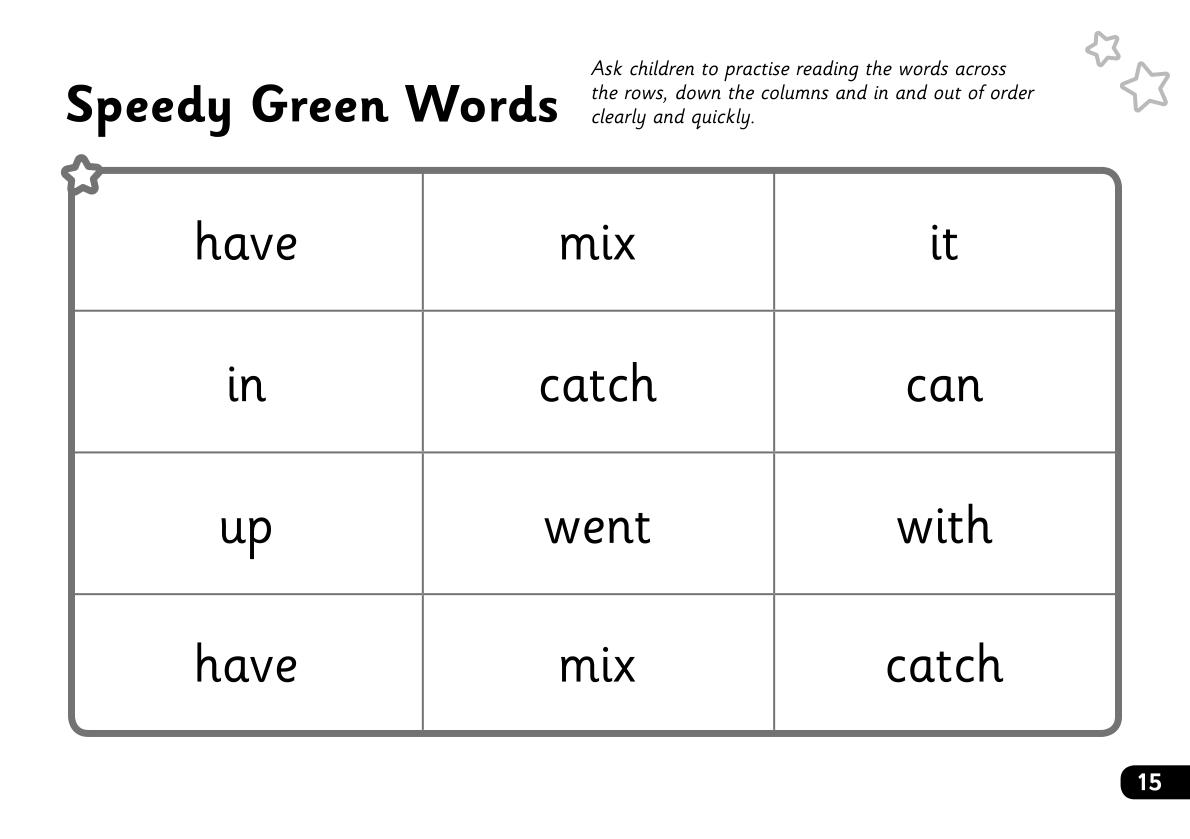 Speedy Green Words
Ask children to practise reading the words across
the rows, down the columns and in and out of order
clearly and quickly.
have mix it
in catch can
up went with
have mix catch
15